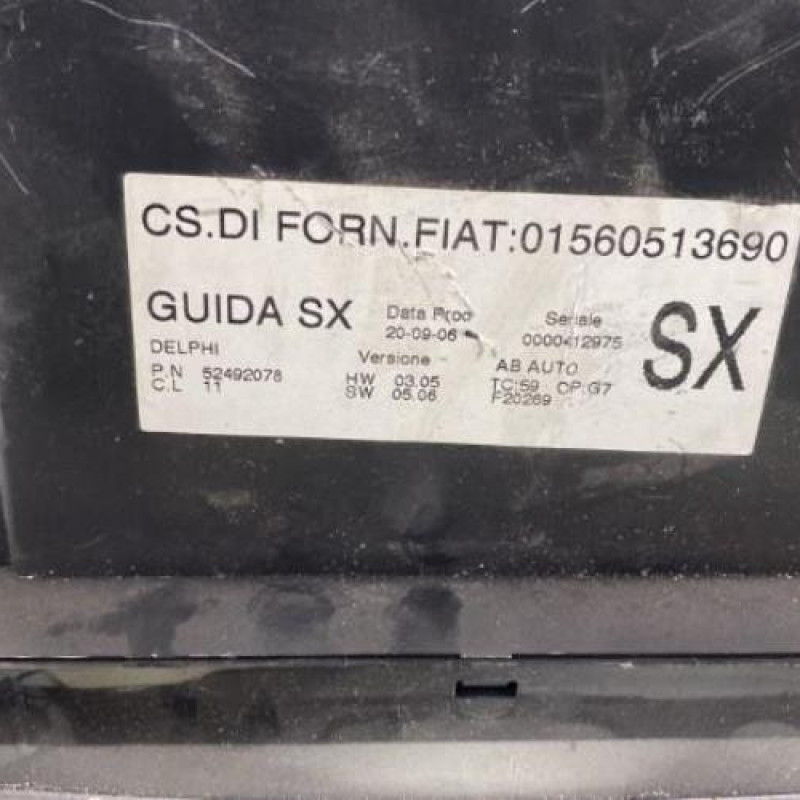 CS.DI FORN.FIAT:01560513690
GUIDA SX
Data Prod
20-09-06
Seriale
0000412975
SX
DELPHI
P.N 52492078
C.L 11
Versione
HW 03.05
SW 05.06
AB AUTO
TC:59 OP:G7
F20269